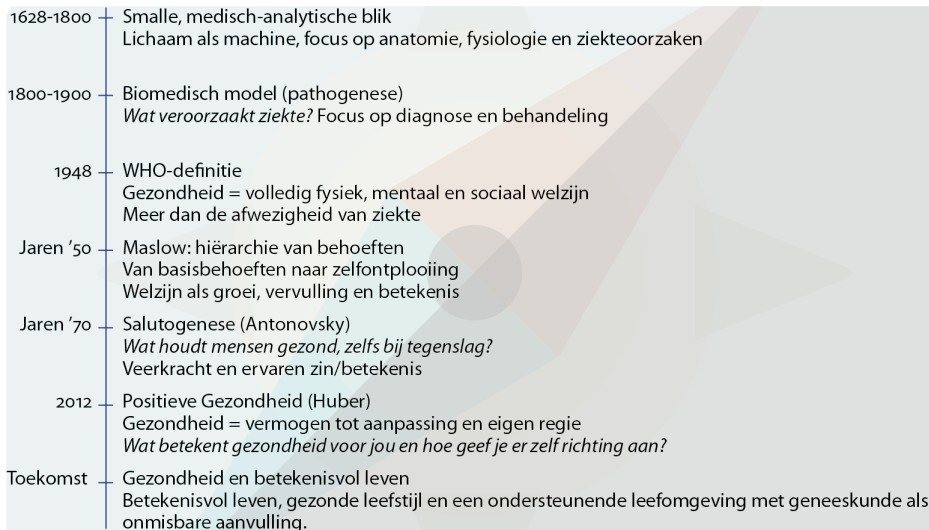 1628-1800 Smalle, medisch-analytische blik
Lichaam als machine, focus op anatomie, fysiologie en ziekteoorzaken
1800-1900 Biomedisch model (pathogenese)
Wat veroorzaakt ziekte? Focus op diagnose en behandeling
1948 WHO-definitie
Gezondheid = volledig fysiek, mentaal en sociaal welzijn
Meer dan de afwezigheid van ziekte
Jaren ’50 Maslow: hiërarchie van behoeften
Van basisbehoeften naar zelfontplooiing
Welzijn als groei, vervulling en betekenis
Jaren ’70 Salutogenese (Antonovsky)
Wat houdt mensen gezond, zelfs bij tegenslag?
Veerkracht en ervaren zin/betekenis
2012 Positieve Gezondheid (Huber)
Gezondheid = vermogen tot aanpassing en eigen regie
Wat betekent gezondheid voor jou en hoe geef je er zelf richting aan?
Toekomst Gezondheid en betekenisvol leven
Betekenisvol leven, gezonde leefstijl en een ondersteunende leefomgeving met geneeskunde als
onmisbare aanvulling.